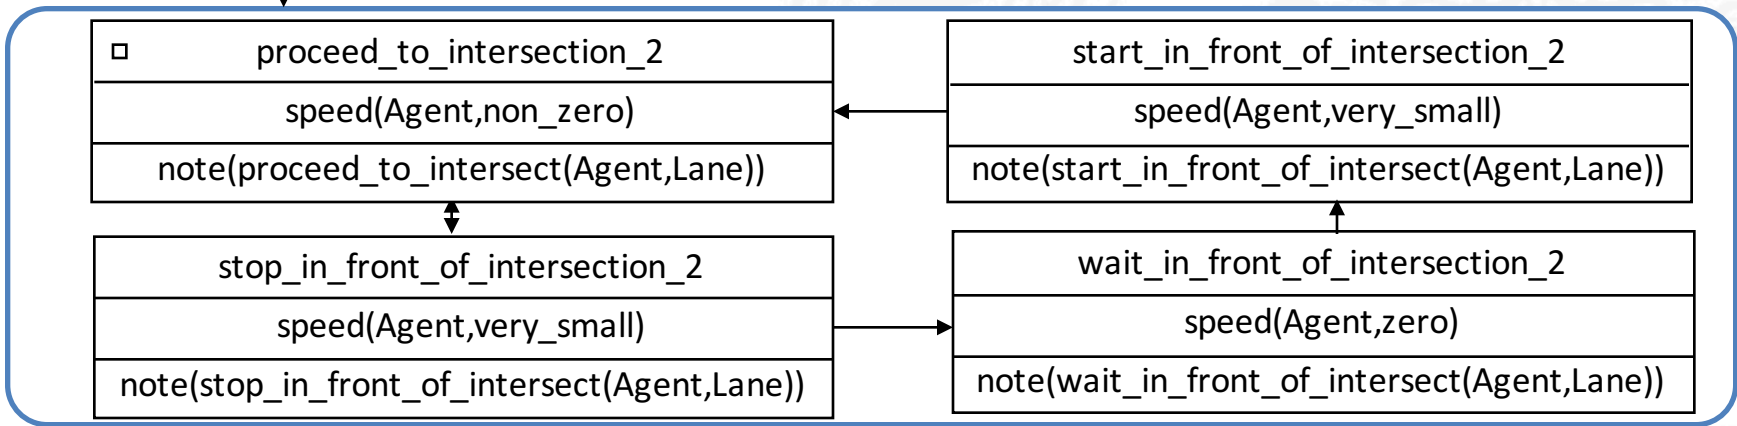 proceed_to_intersection_2
speed(Agent,non_zero)
note(proceed_to_intersect(Agent,Lane))
start_in_front_of_intersection_2
speed(Agent,very_small)
note(start_in_front_of_intersect(Agent,Lane))
stop_in_front_of_intersection_2
speed(Agent,very_small)
note(stop_in_front_of_intersect(Agent,Lane))
wait_in_front_of_intersection_2
speed(Agent,zero)
note(wait_in_front_of_intersect(Agent,Lane))